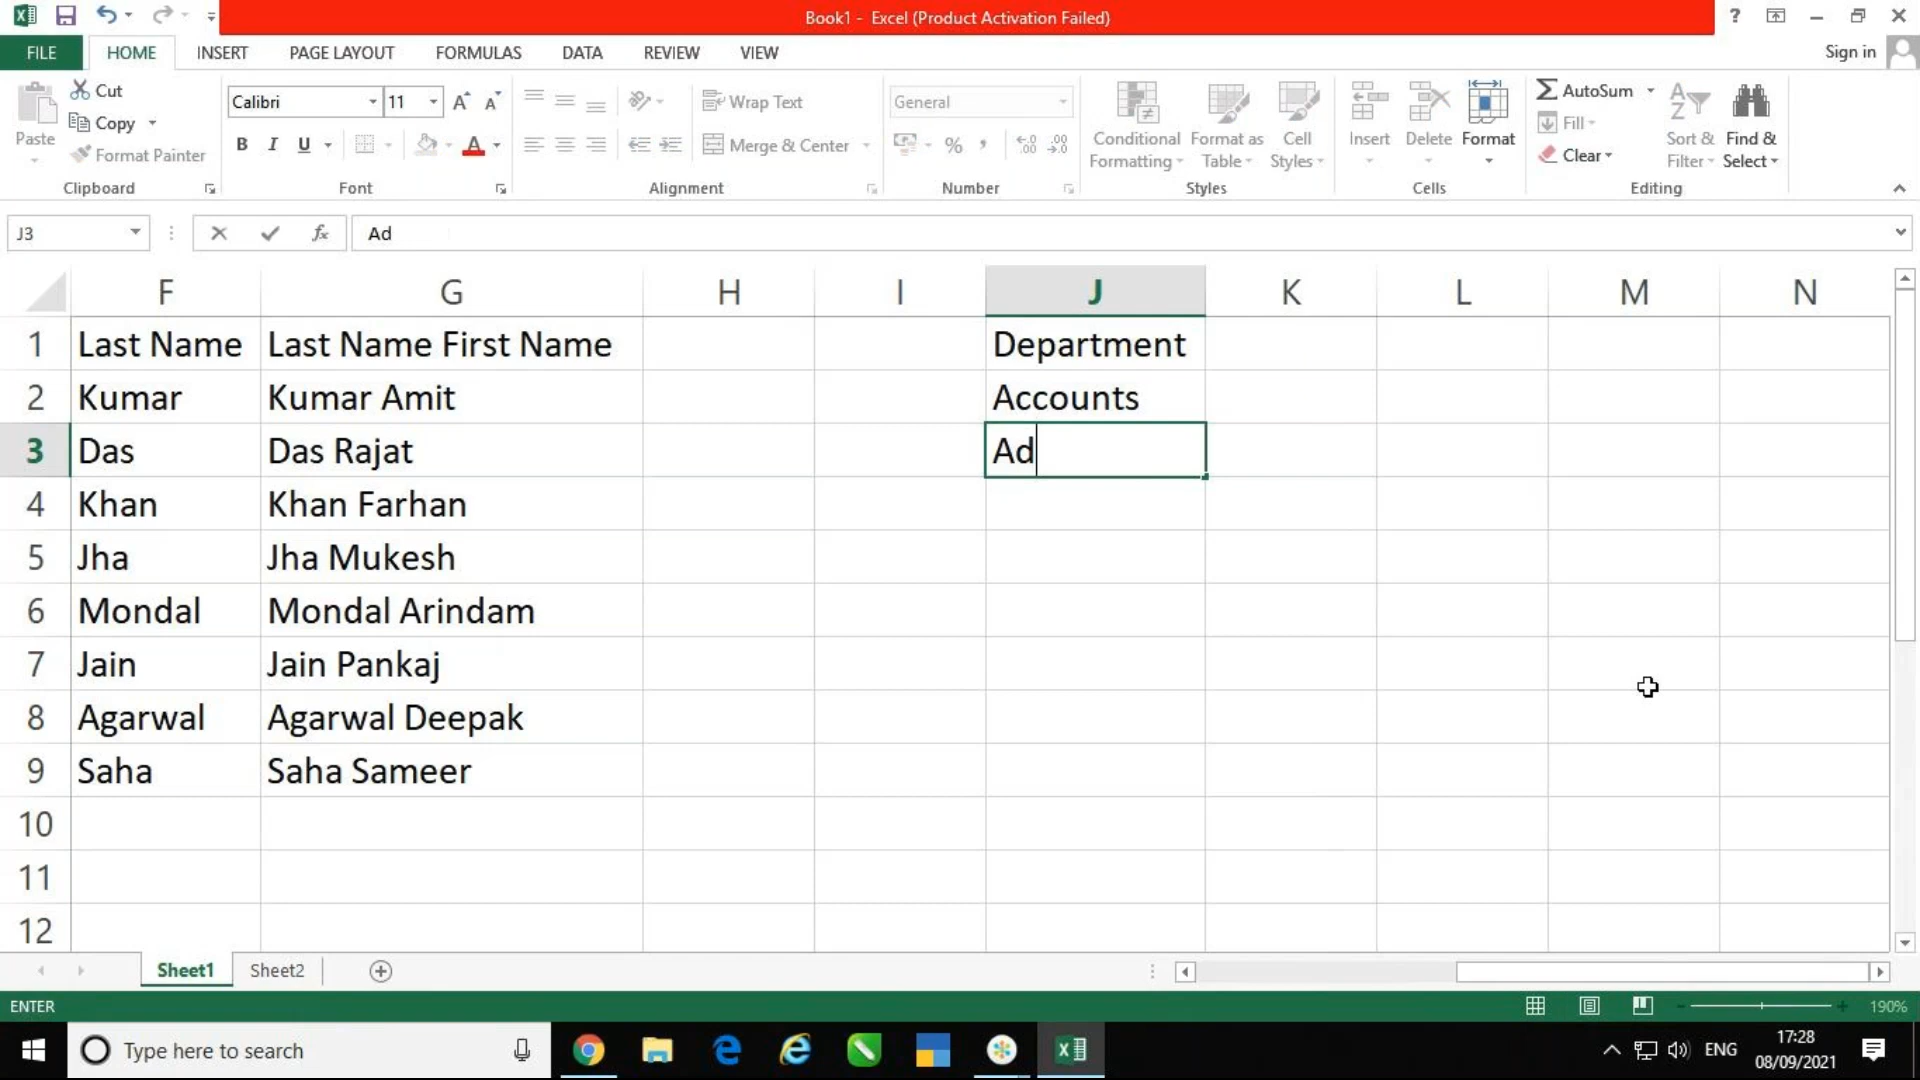 Book1 - Excel (Product Activation Failed)
?
FILE HOME INSERT PAGE LAYOUT FORMULAS DATA REVIEW VIEW Sign in
Paste
Cut
Copy
Format Painter
Clipboard
Calibri 11
B I U A
Font
Wrap Text
Merge & Center
Alignment
General
% , .00 .0
Number
Conditional Formatting
Format as Table
Cell Styles
Styles
Insert Delete Format
Cells
AutoSum
Fill
Clear
Sort & Filter
Find & Select
Editing
J3 fx Ad
F G H I J K L M N
1 Last Name Last Name First Name Department
2 Kumar Kumar Amit Accounts
3 Das Das Rajat Ad
4 Khan Khan Farhan
5 Jha Jha Mukesh
6 Mondal Mondal Arindam
7 Jain Jain Pankaj
8 Agarwal Agarwal Deepak
9 Saha Saha Sameer
10
11
12
Sheet1 Sheet2
ENTER 190%
Type here to search ENG 17:28
08/09/2021